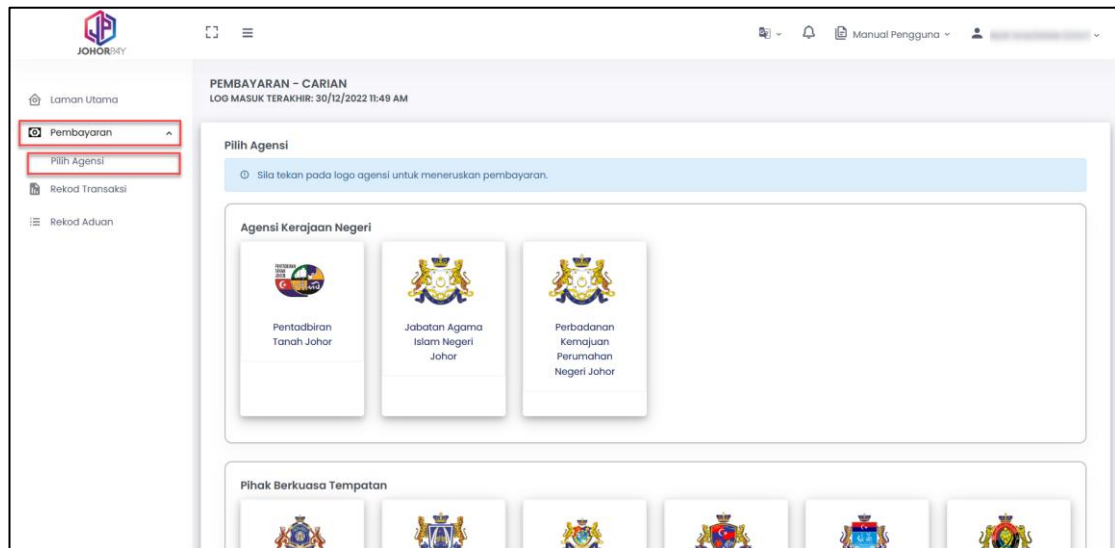 JOHORPAY
Manual Pengguna
PEMBAYARAN - CARIAN
LOG MASUK TERAKHIR: 30/12/2022 11:49 AM
Laman Utama
Pembayaran
Pilih Agensi
Rekod Transaksi
Rekod Aduan
Pilih Agensi
Sila tekan pada logo agensi untuk meneruskan pembayaran.
Agensi Kerajaan Negeri
Pentadbiran
Tanah Johor
Jabatan Agama
Islam Negeri
Johor
Perbadanan
Kemajuan
Perumahan
Negeri Johor
Pihak Berkuasa Tempatan